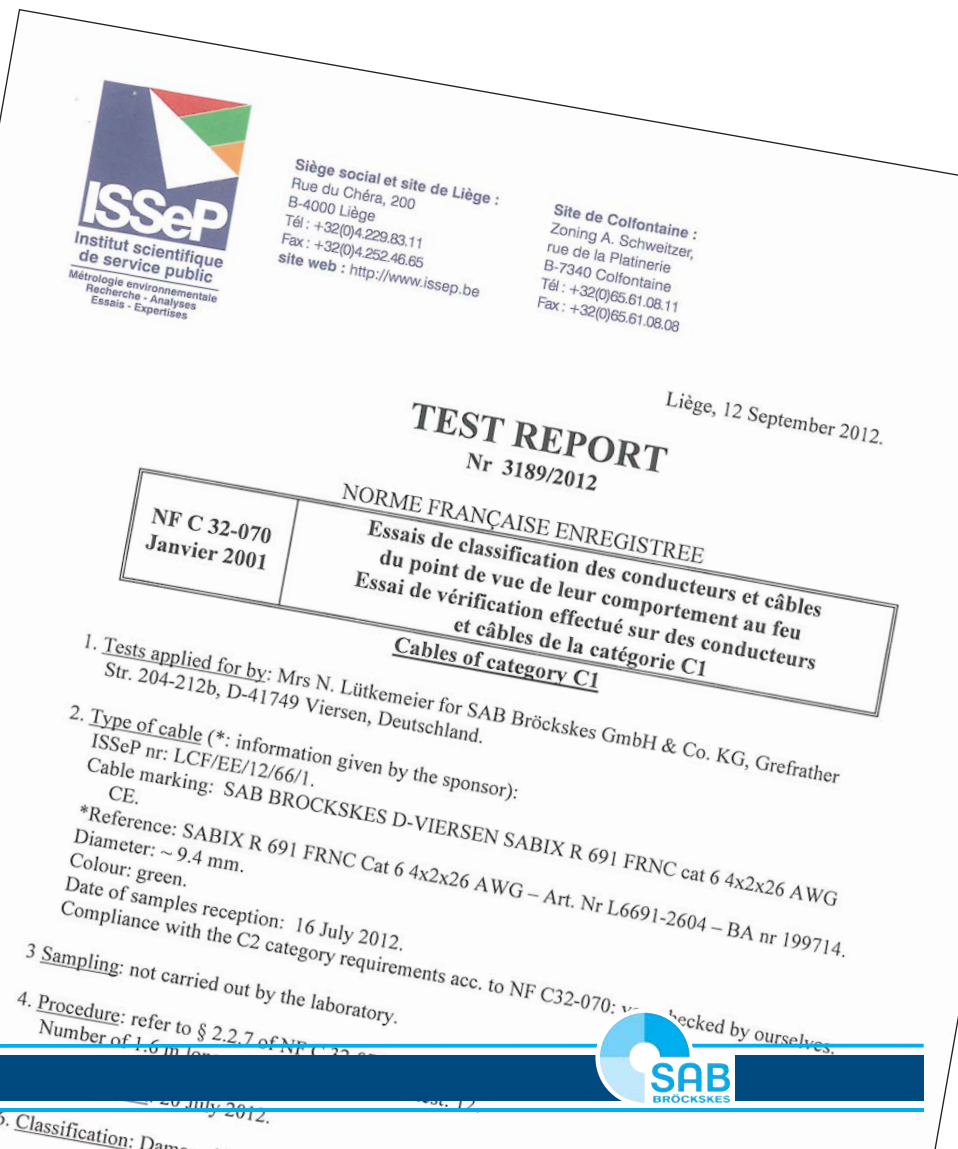 ISSeP
Institut scientifique
de service public
Métrologie environnementale
Recherche - Analyses
Essais - Expertises
Siège social et site de Liège :
Rue du Chéra, 200
B-4000 Liège
Tél : +32(0)4.229.83.11
Fax : +32(0)4.252.46.65
site web : http://www.issep.be
Site de Colfontaine :
Zoning A. Schweitzer,
rue de la Platinerie
B-7340 Colfontaine
Tél : +32(0)65.61.08.11
Fax : +32(0)65.61.08.08
Liège, 12 September 2012.
TEST REPORT
Nr 3189/2012
NORME FRANÇAISE ENREGISTREE
NF C 32-070
Janvier 2001
Essais de classification des conducteurs et câbles
du point de vue de leur comportement au feu
Essai de vérification effectué sur des conducteurs
et câbles de la catégorie C1
Cables of category C1
1. Tests applied for by: Mrs N. Lütkemeier for SAB Bröckskes GmbH & Co. KG, Grefrather
Str. 204-212b, D-41749 Viersen, Deutschland.
2. Type of cable (*: information given by the sponsor):
ISSeP nr: LCF/EE/12/66/1.
Cable marking: SAB BROCKSKES D-VIERSEN SABIX R 691 FRNC cat 6 4x2x26 AWG
CE.
*Reference: SABIX R 691 FRNC Cat 6 4x2x26 AWG – Art. Nr L6691-2604 – BA nr 199714.
Diameter: ~ 9.4 mm.
Colour: green.
Date of samples reception: 16 July 2012.
Compliance with the C2 category requirements acc. to NF C32-070: by ourselves.
3 Sampling: not carried out by the laboratory.
4. Procedure: refer to § 2.2.7 of NF C
Number of 1.6 m
20 July 2012.
Classification:
SAB
BRÖCKSKES